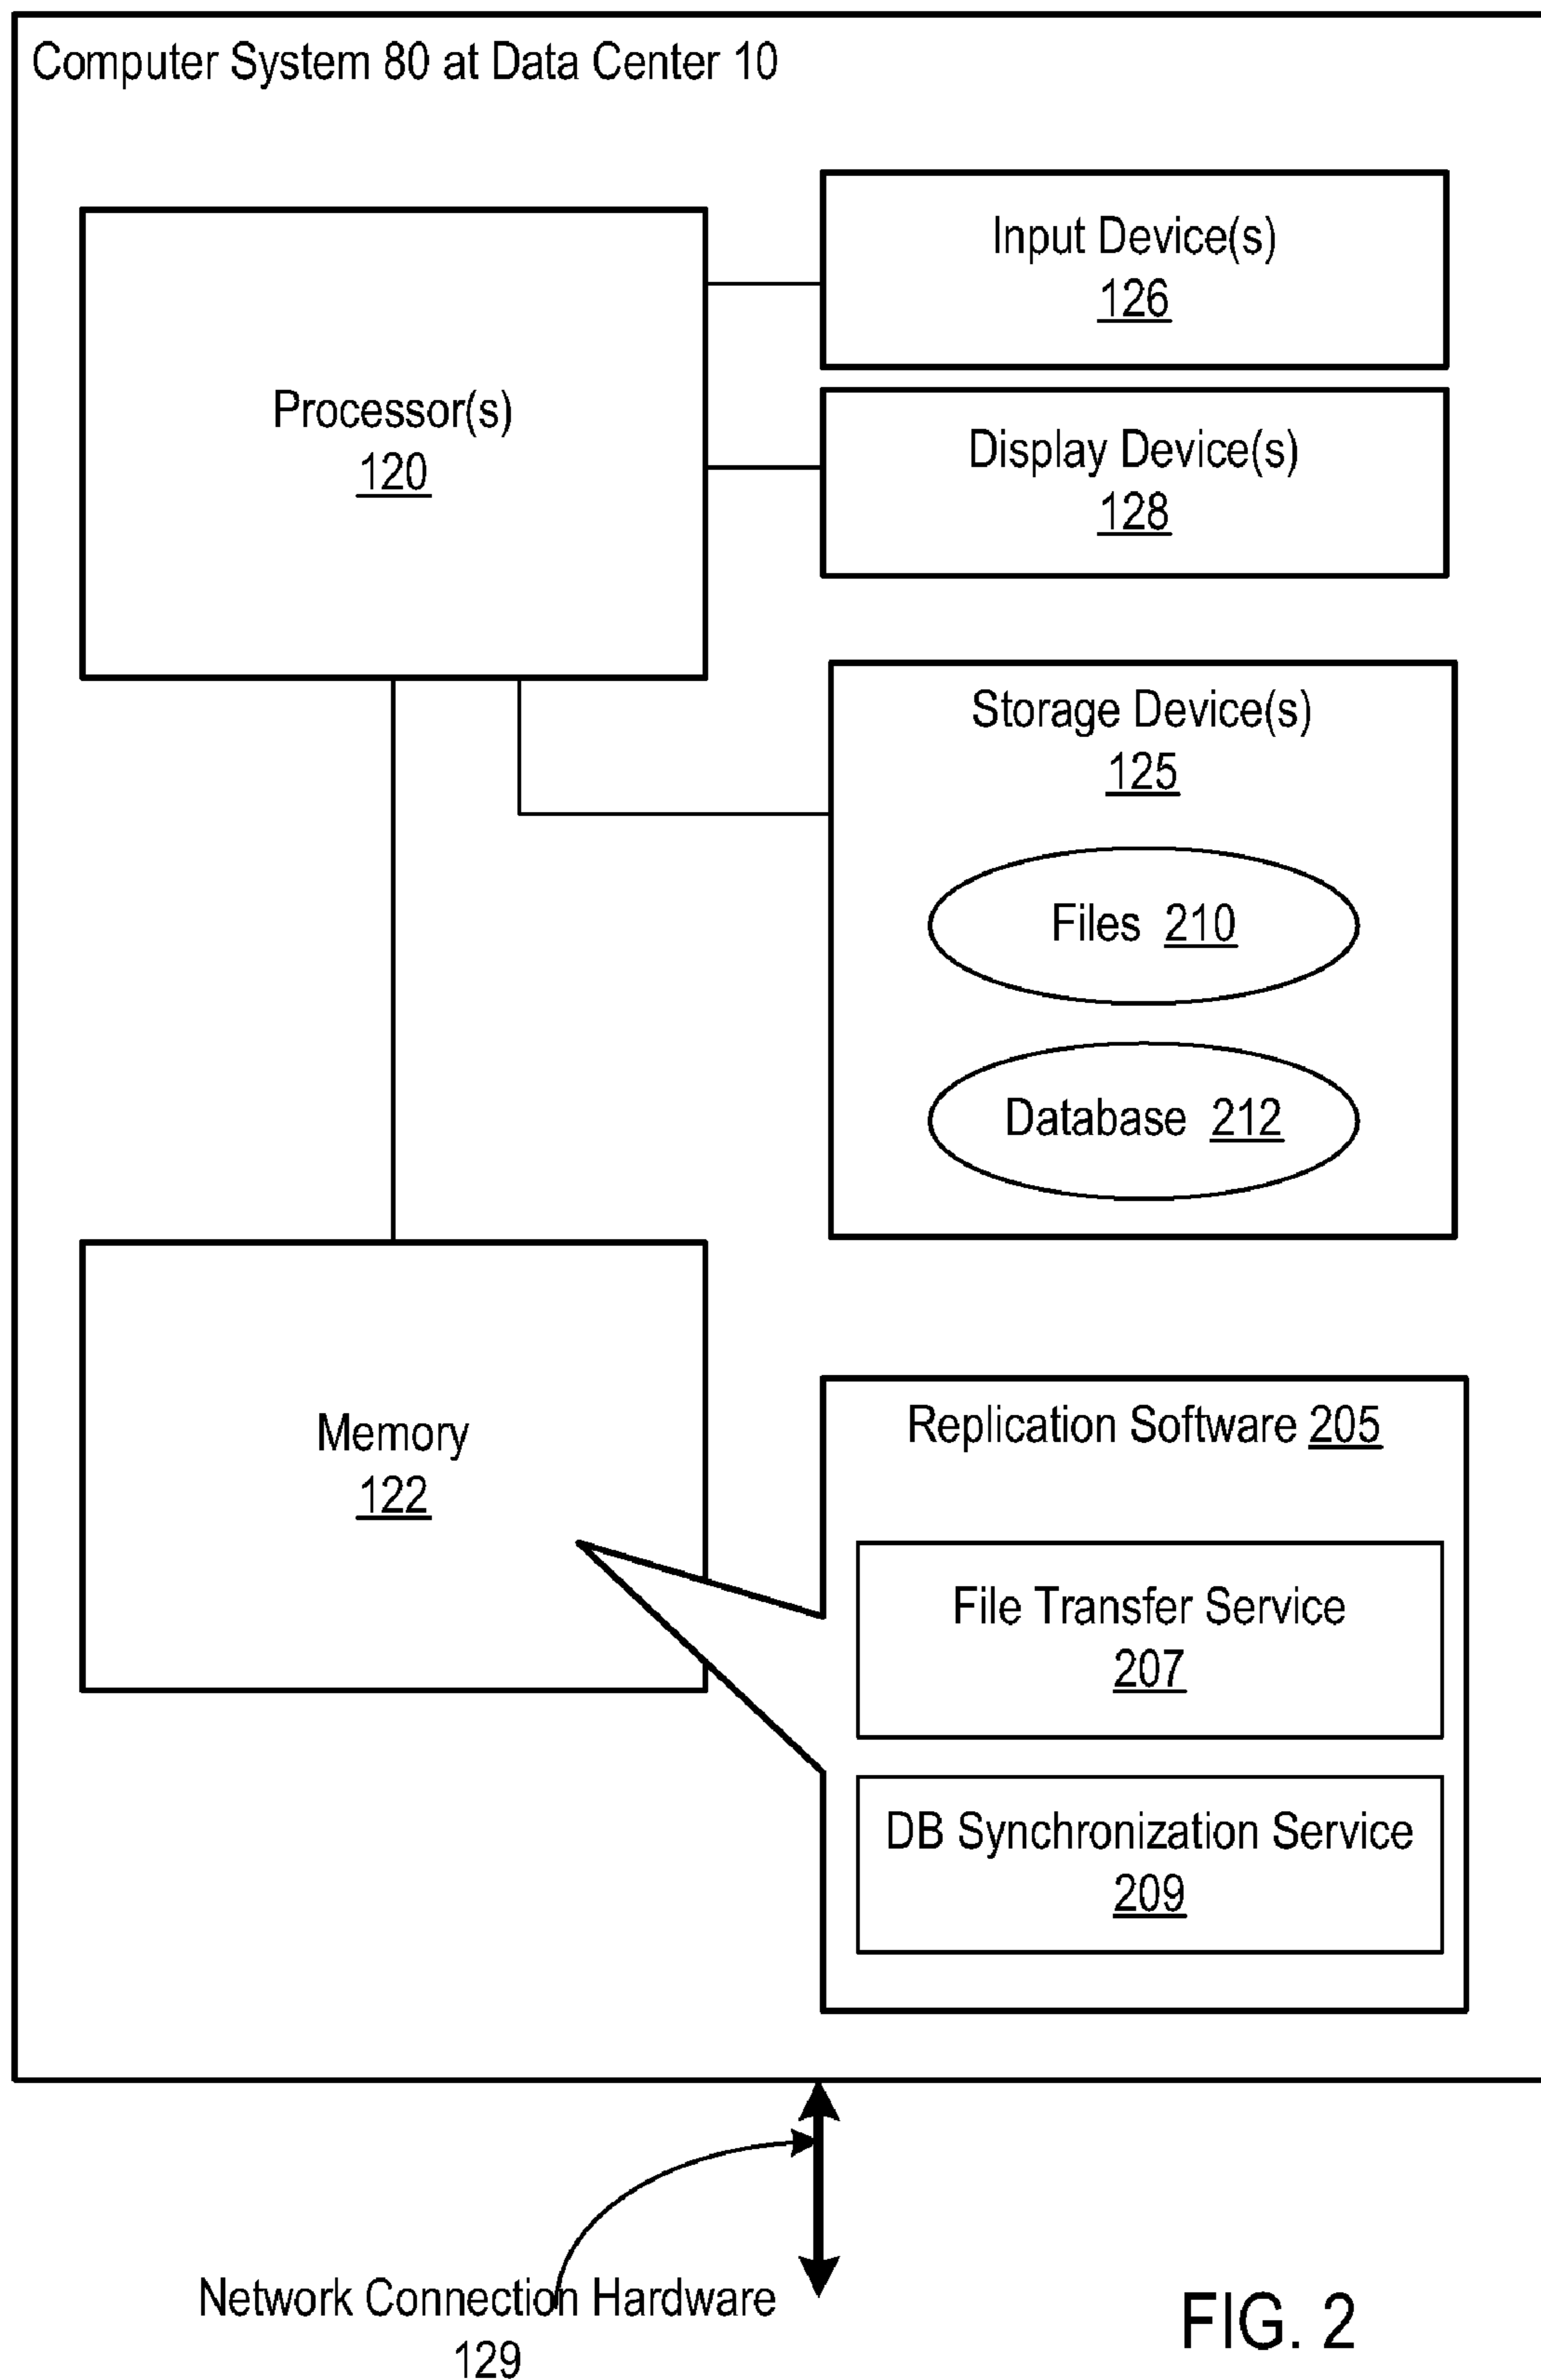 Computer System 80 at Data Center 10
Input Device(s)
126
Processor(s)
120
Display Device(s)
128
Storage Device(s)
125
Files 210
Database 212
Memory
122
Replication Software 205
File Transfer Service
207
DB Synchronization Service
209
Network Connection Hardware
129
FIG. 2